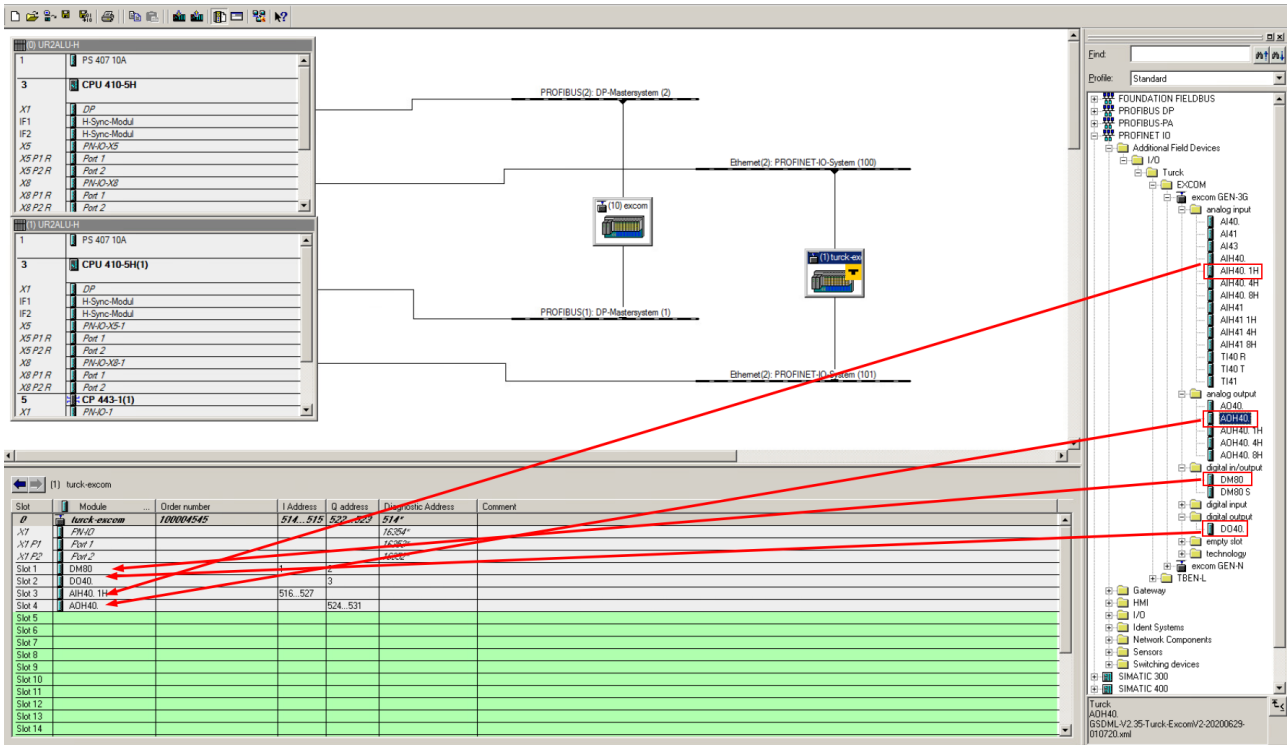 (0) UR2ALU-H
1 PS 407 10A
3 CPU 410-5H
X1 DP
IF1 H-Sync-Modul
IF2 H-Sync-Modul
X5 PN-IO-X5
X5 P1 R Port 1
X5 P2 R Port 2
X8 PN-IO-X8
X8 P1 R Port 1
X8 P2 R Port 2
(1) UR2ALU-H
1 PS 407 10A
3 CPU 410-5H(1)
X1 DP
IF1 H-Sync-Modul
IF2 H-Sync-Modul
X5 PN-IO-X5-1
X5 P1 R Port 1
X5 P2 R Port 2
X8 PN-IO-X8-1
X8 P1 R Port 1
X8 P2 R Port 2
5 CP 443-1(1)
X1 PN-IO-1
PROFIBUS(2): DP-Mastersystem (2)
Ethernet(2): PROFINET-IO-System (100)
(10) excom
(1) turck-ex
PROFIBUS(1): DP-Mastersystem (1)
Ethernet(2): PROFINET-IO-System (101)
(1) turck-excom
Slot Module ... Order number I Address Q address Diagnostic Address Comment
0 turck-excom 100004545 514...515 522...523 514*
X1 PN-IO 16354*
X1 P1 Port 1
X1 P2 Port 2
Slot 1 DM80
Slot 2 DO40. 3
Slot 3 AIH40. 1H 516...527
Slot 4 AOH40. 524...531
Slot 5
Slot 6
Slot 7
Slot 8
Slot 9
Slot 10
Slot 11
Slot 12
Slot 13
Slot 14
Find:
Profile: Standard
FOUNDATION FIELDBUS
PROFIBUS DP
PROFIBUS-PA
PROFINET IO
Additional Field Devices
I/O
Turck
EXCOM
excom GEN-3G
analog input
AI40.
AI41
AI43
AIH40.
AIH40. 1H
AIH40. 4H
AIH40. 8H
AIH41
AIH41 1H
AIH41 4H
AIH41 8H
TI40 R
TI40 T
TI41
analog output
AO40.
AOH40.
AOH40. 1H
AOH40. 4H
AOH40. 8H
digital in/output
DM80
DM80 S
digital input
digital output
DO40.
empty slot
technology
excom GEN-N
TBEN-L
Gateway
HMI
I/O
Ident Systems
Network Components
Sensors
Switching devices
SIMATIC 300
SIMATIC 400
Turck
AOH40.
GSDML-V2.35-Turck-ExcomV2-20200629-
010720.xml